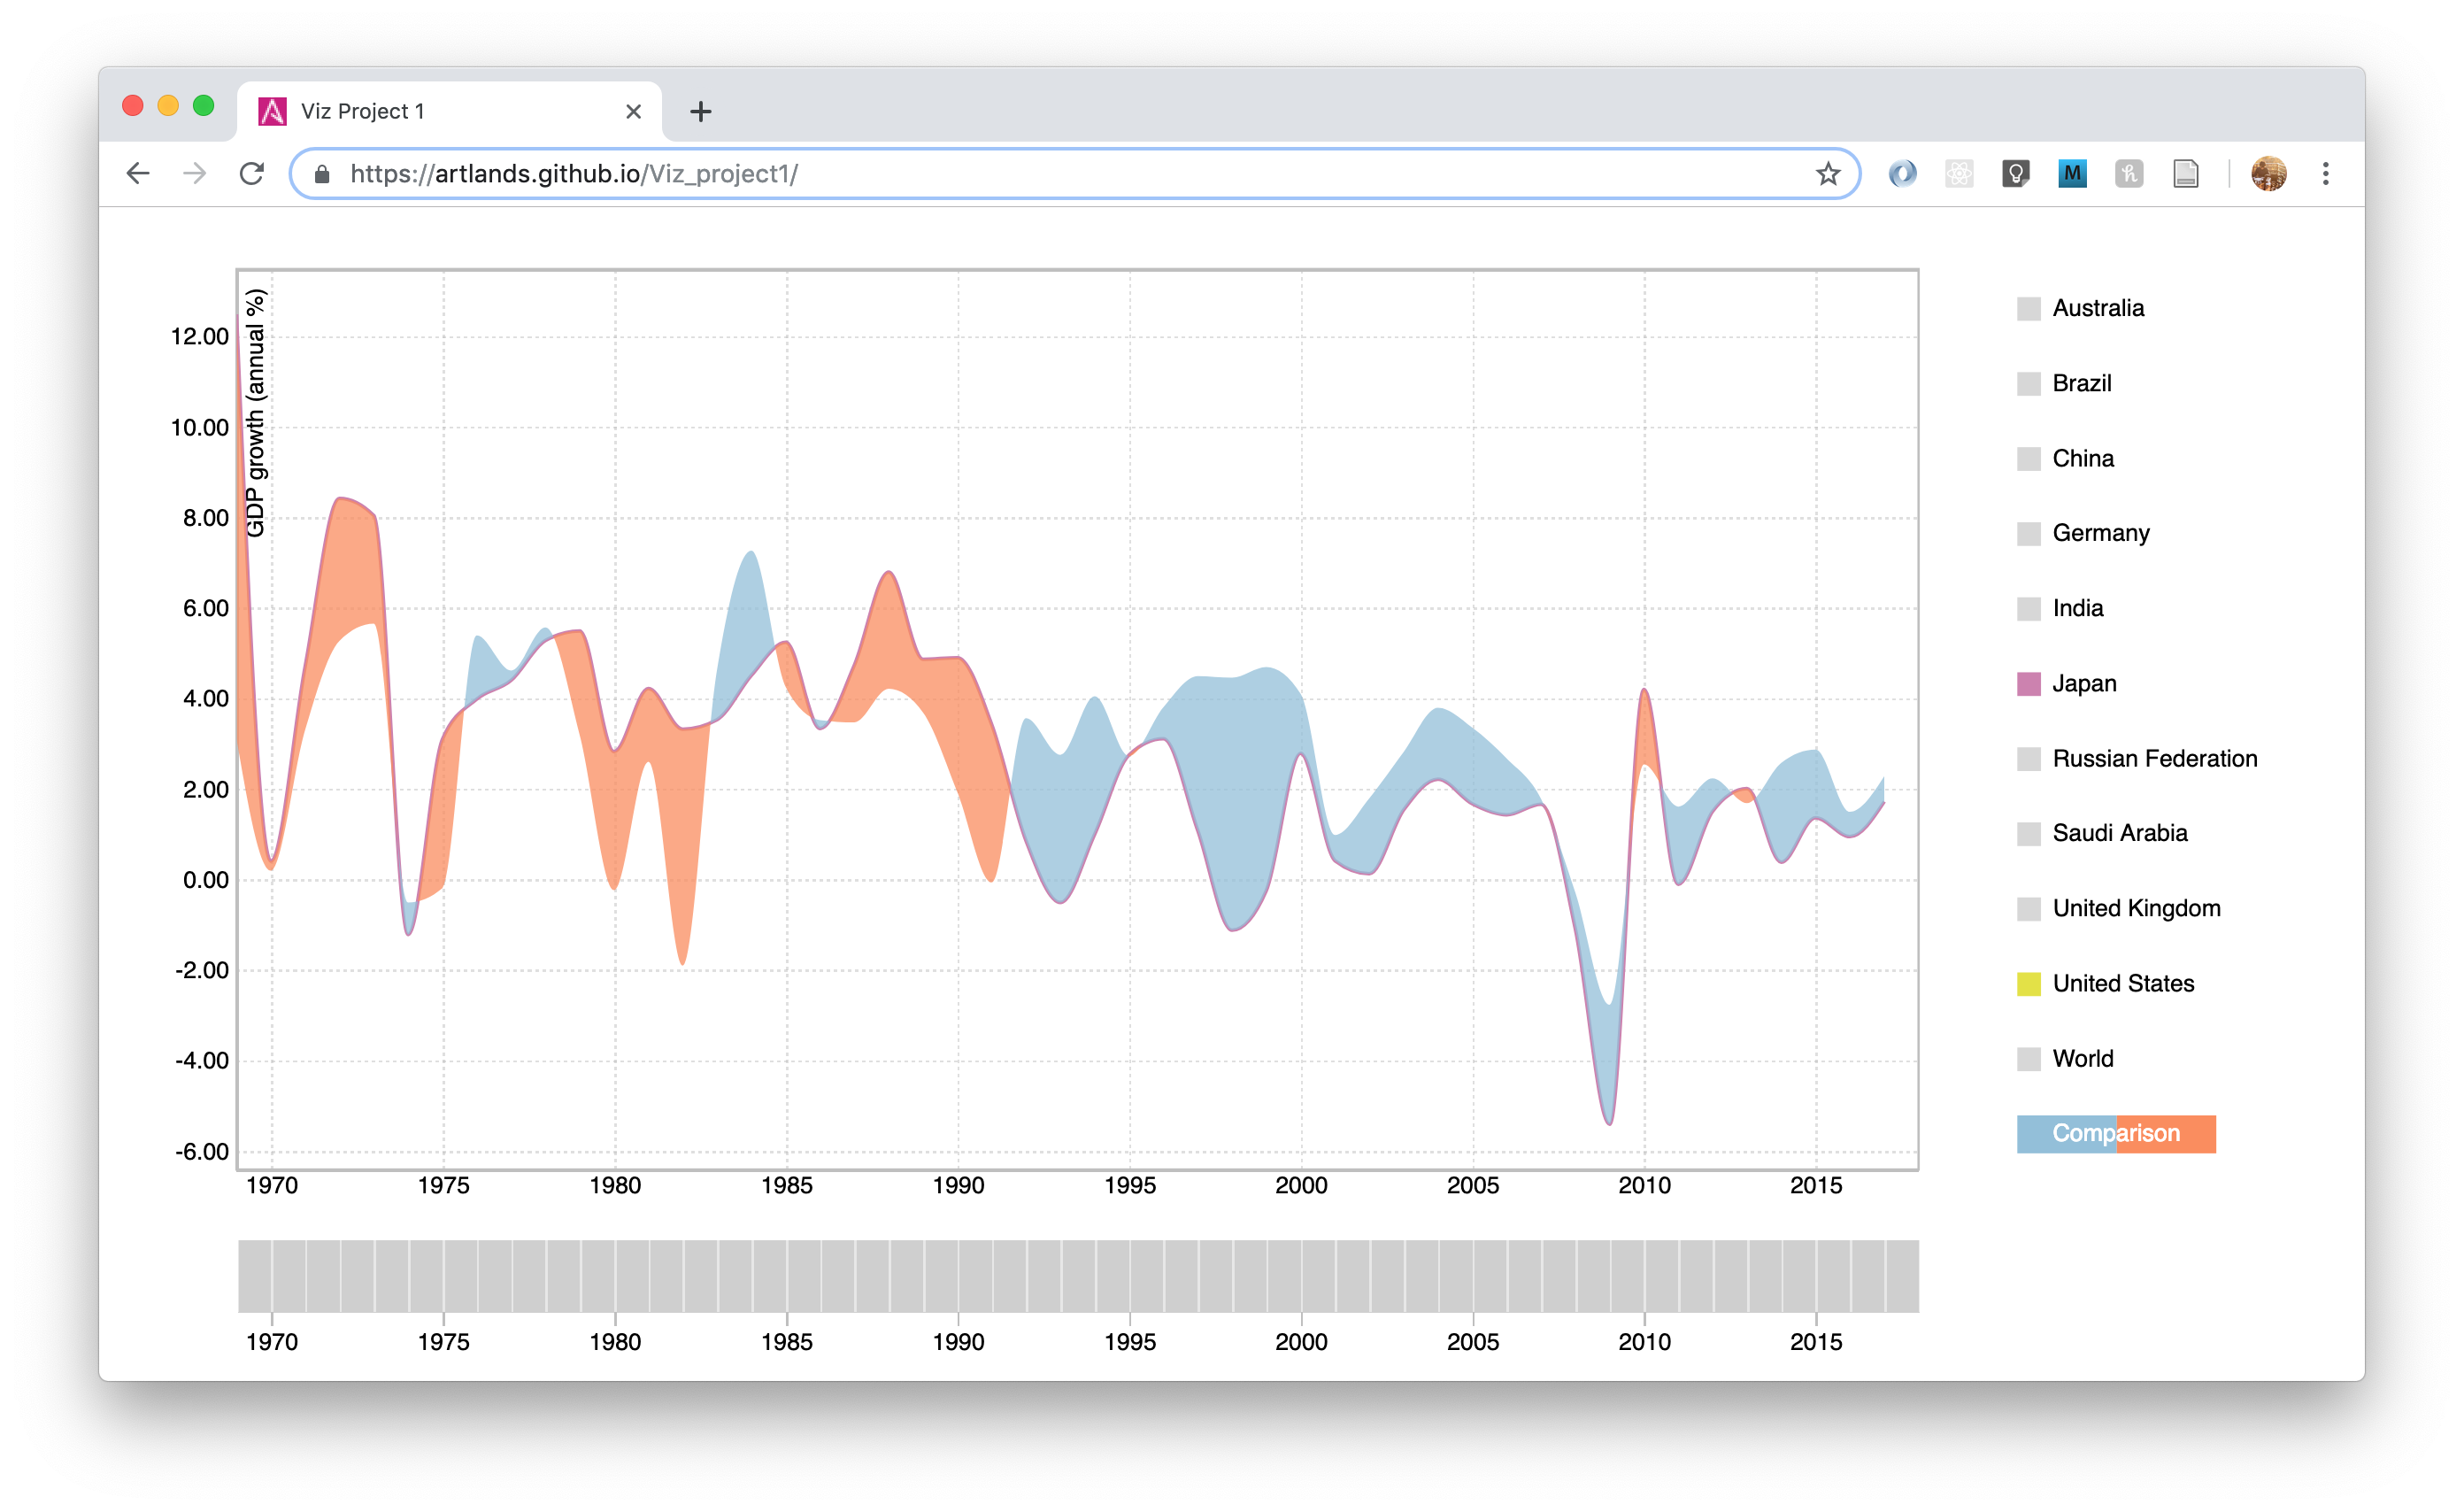 Viz Project 1
https://artlands.github.io/Viz_project1/
M
GDP growth (annual %)
12.00
10.00
8.00
6.00
4.00
2.00
0.00
-2.00
-4.00
-6.00
1970 1975 1980 1985 1990 1995 2000 2005 2010 2015
Australia
Brazil
China
Germany
India
Japan
Russian Federation
Saudi Arabia
United Kingdom
United States
World
Comparison
1970 1975 1980 1985 1990 1995 2000 2005 2010 2015